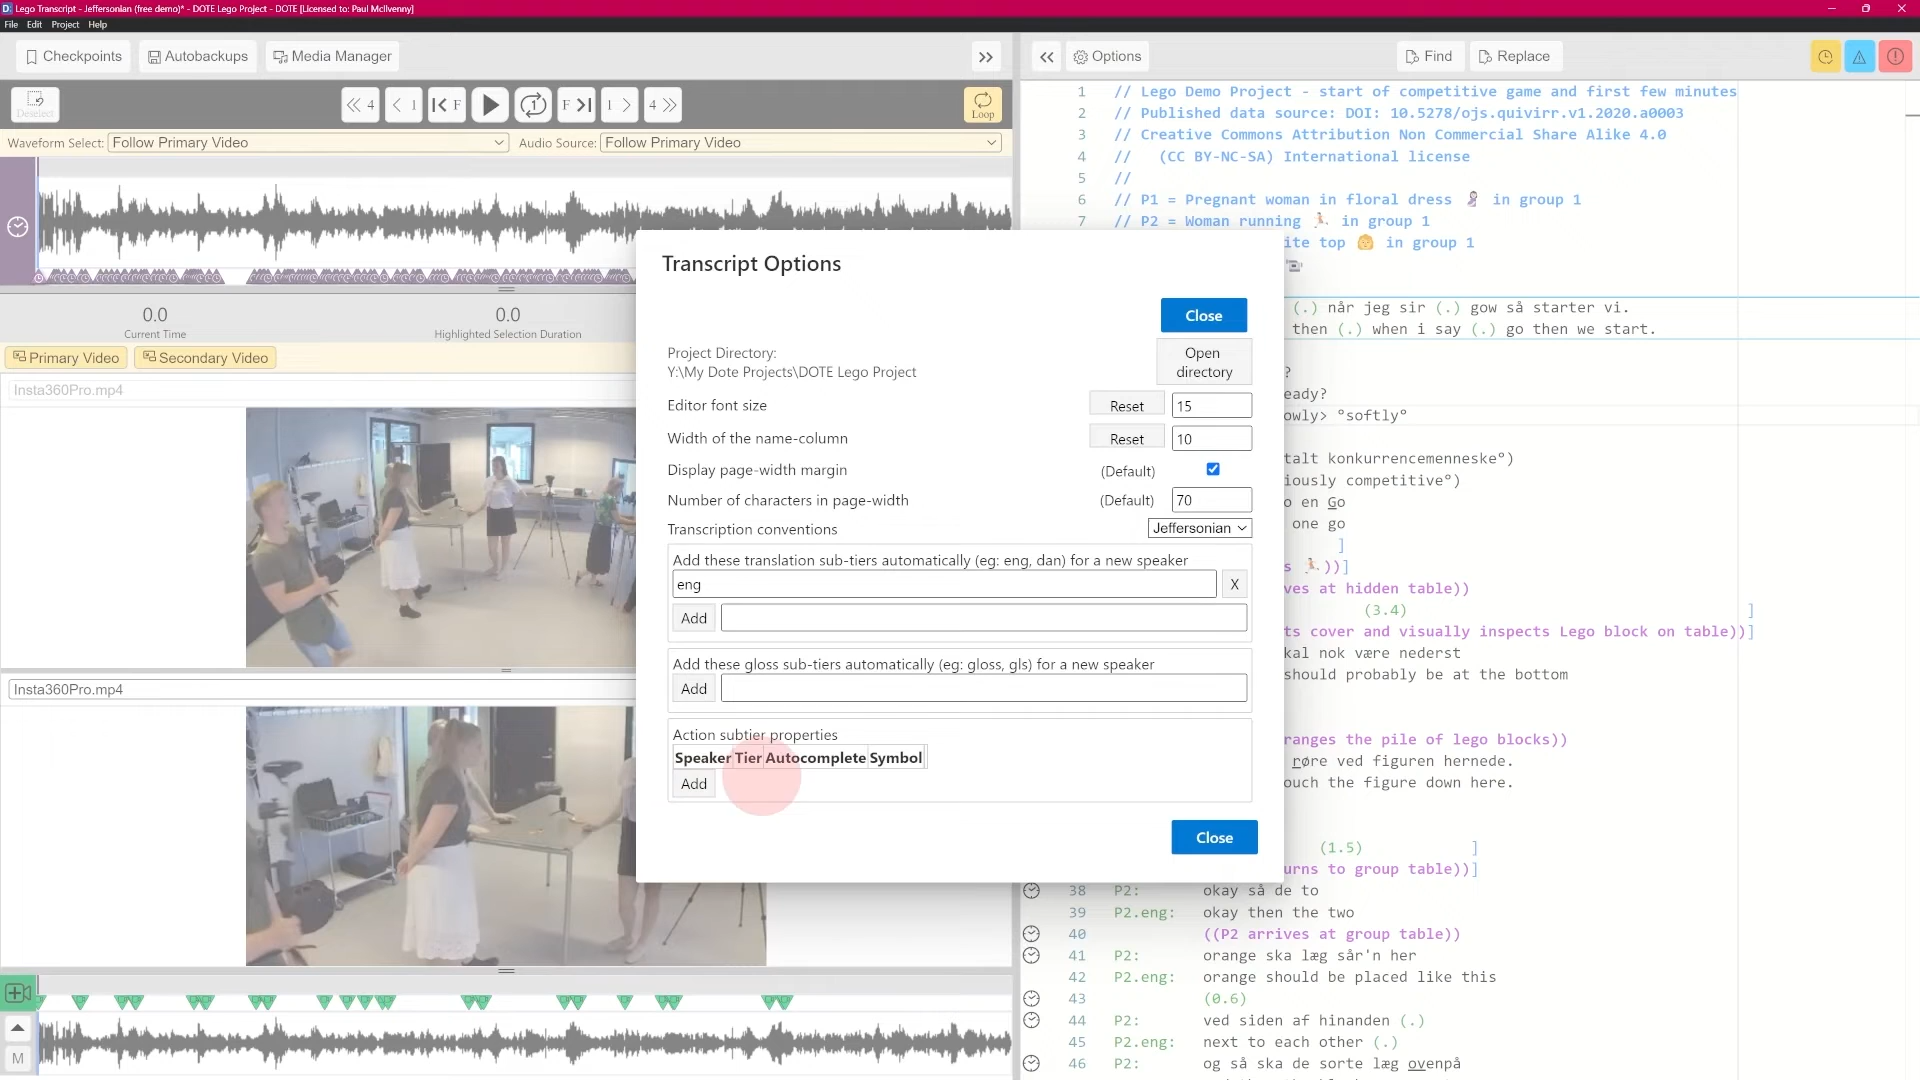 Lego Transcript - Jeffersonian (free demo)* - DOTE Lego Project - DOTE [Licensed to: Paul McIlvenny]
File Edit Project Help
Checkpoints Autobackups Media Manager
Deselect 4 1 F 1 F 1 4 Loop
Waveform Select: Follow Primary Video Audio Source: Follow Primary Video
0.0 0.0
Current Time Highlighted Selection Duration
Primary Video Secondary Video
Insta360Pro.mp4
Insta360Pro.mp4
M
Transcript Options
Close
Project Directory:
Y:\My Dote Projects\DOTE Lego Project
Open directory
Editor font size Reset 15
Width of the name-column Reset 10
Display page-width margin (Default)
Number of characters in page-width (Default) 70
Transcription conventions Jeffersonian
Add these translation sub-tiers automatically (eg: eng, dan) for a new speaker
eng X
Add
Add these gloss sub-tiers automatically (eg: gloss, gls) for a new speaker
Add
Action subtier properties
Speaker Tier Autocomplete Symbol
Add
Close
Options Find Replace
1 // Lego Demo Project - start of competitive game and first few minutes
2 // Published data source: DOI: 10.5278/ojs.quivirr.v1.2020.a0003
3 // Creative Commons Attribution Non Commercial Share Alike 4.0
4 // (CC BY-NC-SA) International license
5 //
6 // P1 = Pregnant woman in floral dress 🤰 in group 1
7 // P2 = Woman running 🏃 in group 1
ite top 👩 in group 1
(.) når jeg sir (.) gow så starter vi.
then (.) when i say (.) go then we start.
?
eady?
owly> °softly°
talt konkurrencemenneske°)
iously competitive°)
o en Go
one go
]
s 🏃))]
ves at hidden table))
(3.4) ]
ts cover and visually inspects Lego block on table))]
kal nok være nederst
should probably be at the bottom
ranges the pile of lego blocks))
røre ved figuren hernede.
ouch the figure down here.
(1.5) ]
urns to group table))]
38 P2: okay så de to
39 P2.eng: okay then the two
40 ((P2 arrives at group table))
41 P2: orange ska læg sår'n her
42 P2.eng: orange should be placed like this
43 (0.6)
44 P2: ved siden af hinanden (.)
45 P2.eng: next to each other (.)
46 P2: og så ska de sorte læg ovenpå